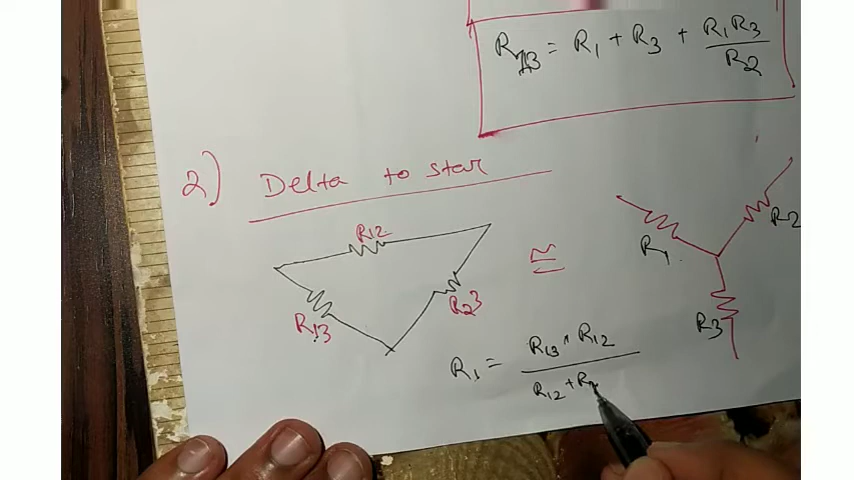 R13 = R1 + R3 + R1R3/R2
2) Delta to star
R12
R13
R23
≅
R1
R2
R3
R1 = R13 × R12
R12 + R2